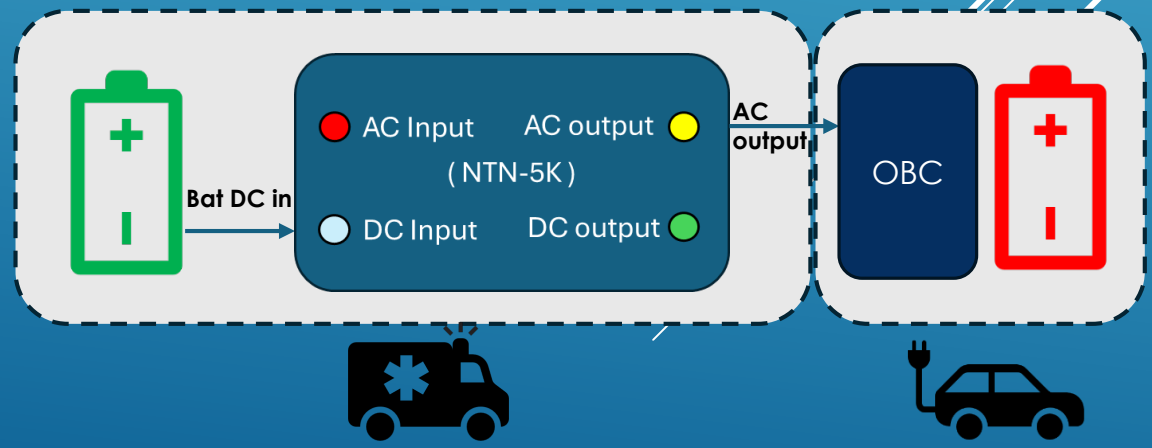 AC Input
AC output
( NTN-5K )
DC Input
DC output
Bat DC in
AC
output
OBC